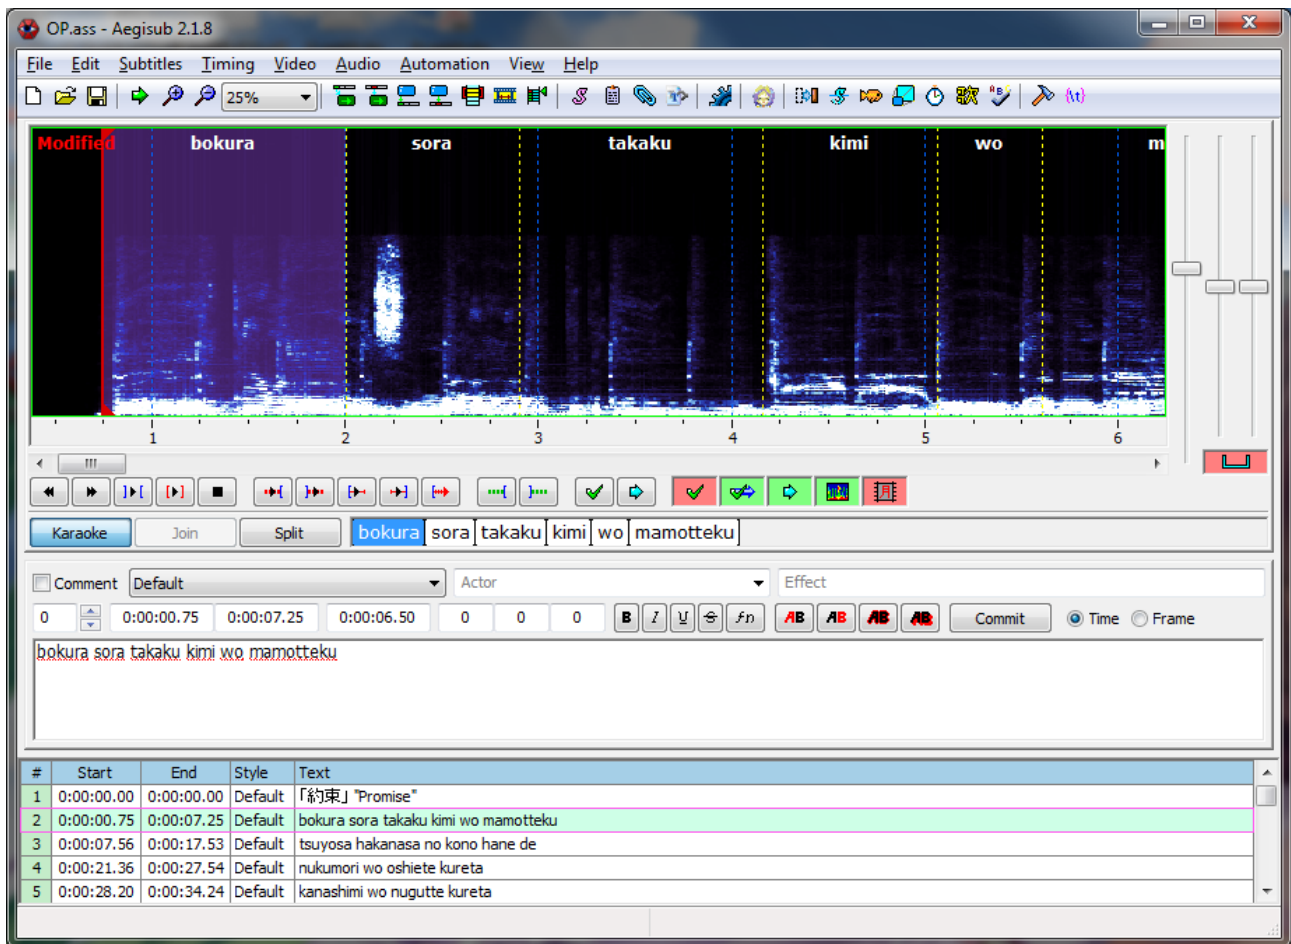 OP.ass - Aegisub 2.1.8
File Edit Subtitles Timing Video Audio Automation View Help
25%
Modified bokura sora takaku kimi wo m
1 2 3 4 5 6
Karaoke Join Split bokura sora takaku kimi wo mamotteku
Comment Default Actor Effect
0 0:00:00.75 0:00:07.25 0:00:06.50 0 0 0 B I U S fn AB AB AB AB Commit Time Frame
bokura sora takaku kimi wo mamotteku
# Start End Style Text
1 0:00:00.00 0:00:00.00 Default 「約束」 "Promise"
2 0:00:00.75 0:00:07.25 Default bokura sora takaku kimi wo mamotteku
3 0:00:07.56 0:00:17.53 Default tsuyosa hakanasa no kono hane de
4 0:00:21.36 0:00:27.54 Default nukumori wo oshiete kureta
5 0:00:28.20 0:00:34.24 Default kanashimi wo nugutte kureta